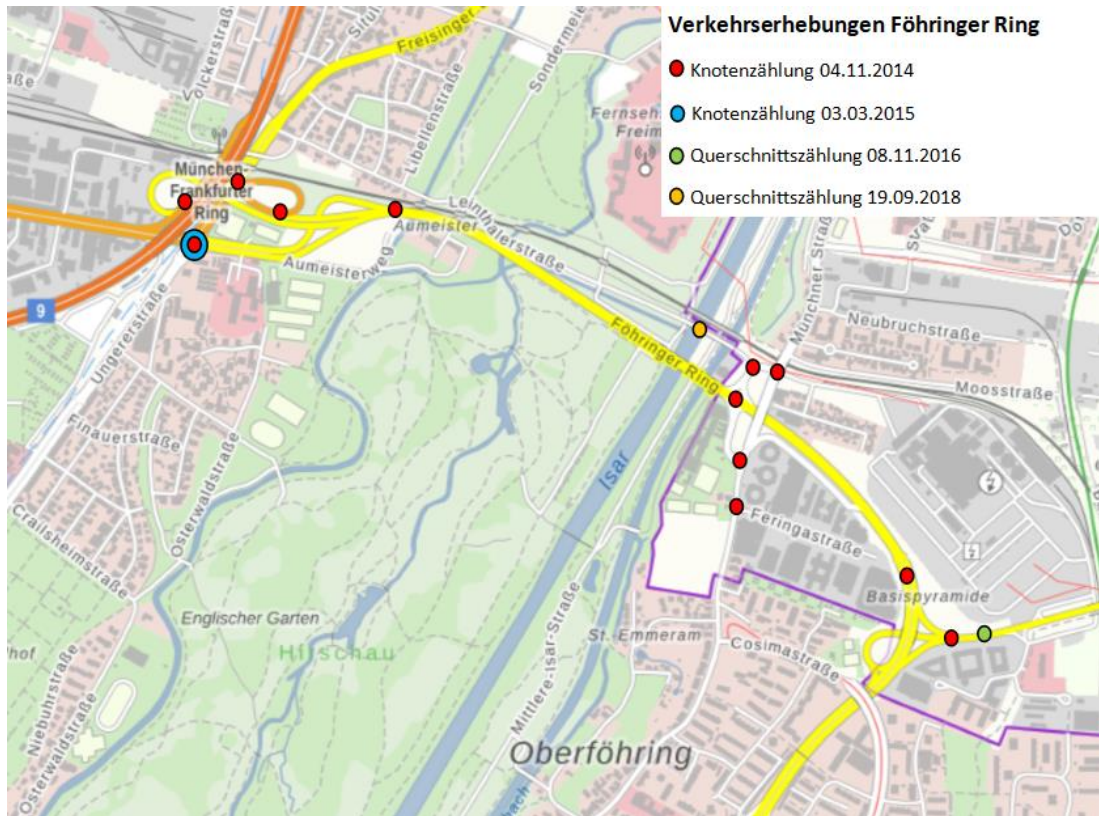 Verkehrserhebungen Föhringer Ring
Knotenzählung 04.11.2014
Knotenzählung 03.03.2015
Querschnittszählung 08.11.2016
Querschnittszählung 19.09.2018
Freisinger
Sondermeie
Libellenstraße
Fernseh
Freim
München-
Frankfurter
Ring
Leinthalerstraße
Aumeister
Aumeisterweg
9
Ungererstraße
Föhringer Ring
Münchner Straße
Neubruchstraße
Moosstraße
Finauerstraße
Osterwaldstraße
Isar
Crailsheimstraße
Feringastraße
Basispyramide
Englischer Garten
Hirschau
St. Emmeram
Cosimastraße
Mittlere-Isar-Straße
Niebuhrstraße
Osterwaldstraße
Oberföhring